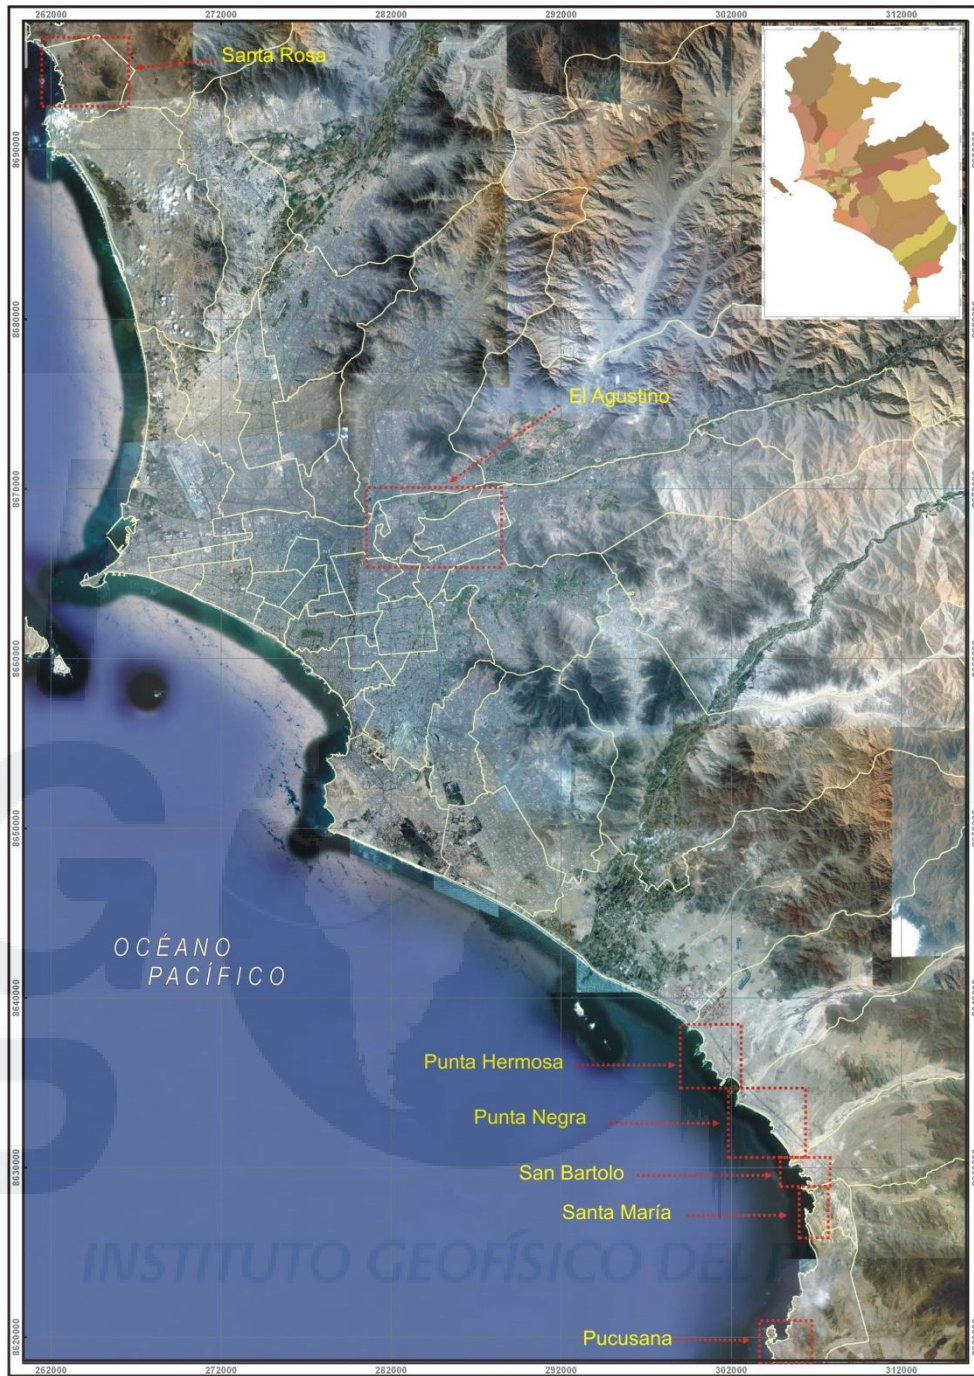 262000 272000 282000 292000 302000 312000
Santa Rosa
8690000
8680000
El Agustino
8670000
8660000
8650000
OCÉANO
PACÍFICO
8640000
Punta Hermosa
Punta Negra
8630000
San Bartolo
Santa María
INSTITUTO GEOFÍSICO DEL P
Pucusana
8620000
262000 272000 282000 292000 302000 312000